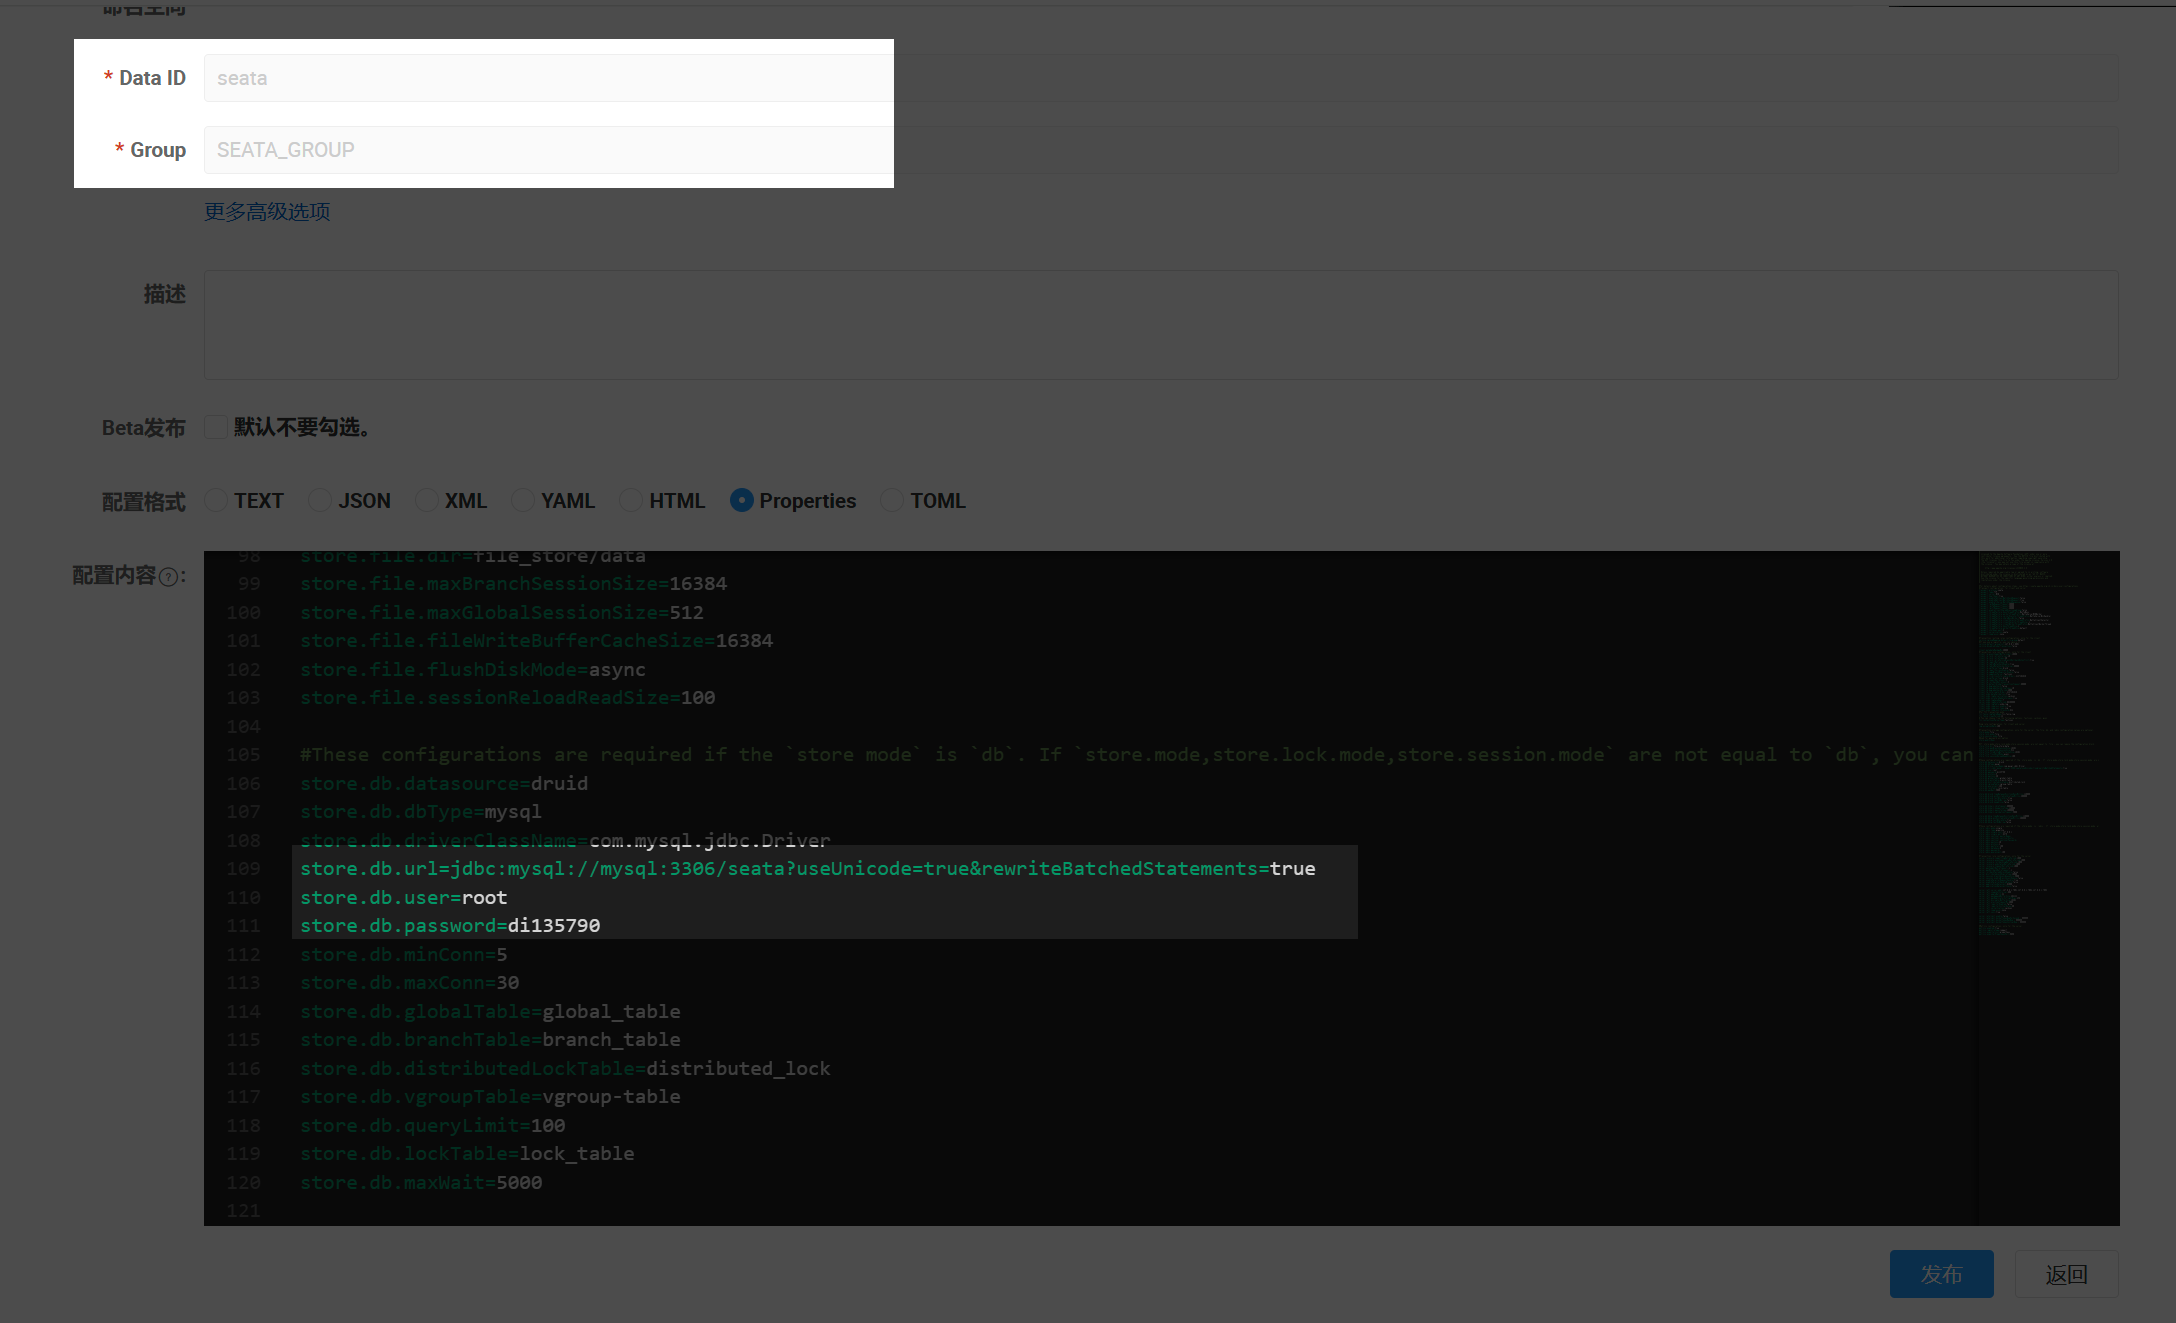 命名空间
* Data ID seata
* Group SEATA_GROUP
更多高级选项
描述
Beta发布 默认不要勾选。
配置格式 TEXT JSON XML YAML HTML Properties TOML
配置内容?:
98 store.file.dir=file_store/data
99 store.file.maxBranchSessionSize=16384
100 store.file.maxGlobalSessionSize=512
101 store.file.fileWriteBufferCacheSize=16384
102 store.file.flushDiskMode=async
103 store.file.sessionReloadReadSize=100
104
105 #These configurations are required if the `store mode` is `db`. If `store.mode,store.lock.mode,store.session.mode` are not equal to `db`, you can
106 store.db.datasource=druid
107 store.db.dbType=mysql
108 store.db.driverClassName=com.mysql.jdbc.Driver
109 store.db.url=jdbc:mysql://mysql:3306/seata?useUnicode=true&rewriteBatchedStatements=true
110 store.db.user=root
111 store.db.password=di135790
112 store.db.minConn=5
113 store.db.maxConn=30
114 store.db.globalTable=global_table
115 store.db.branchTable=branch_table
116 store.db.distributedLockTable=distributed_lock
117 store.db.vgroupTable=vgroup-table
118 store.db.queryLimit=100
119 store.db.lockTable=lock_table
120 store.db.maxWait=5000
121
发布 返回